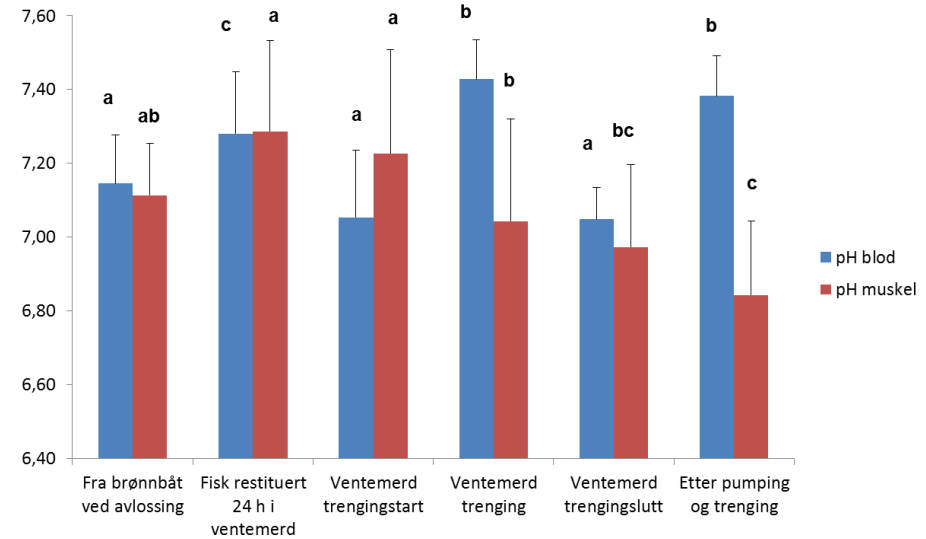 7,60
7,40
7,20
7,00
6,80
6,60
6,40
a
ab
c
a
a
a
b
b
a
bc
b
c
pH blod
pH muskel
Fra brønnbåt
ved avlossing
Fisk restituert
24 h i
ventemerd
Ventemerd
trengingstart
Ventemerd
trenging
Ventemerd
trengingslutt
Etter pumping
og trenging